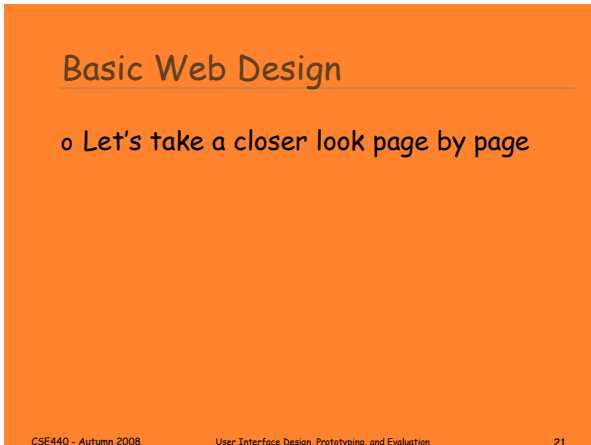 Basic Web Design
o Let's take a closer look page by page
CSE440 - Autumn 2008 User Interface Design, Prototyping, and Evaluation 21